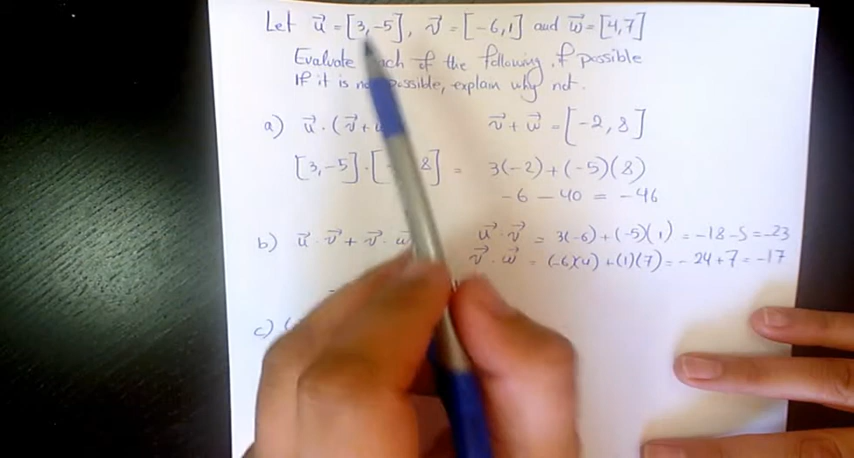 Let u⃗ = [3, -5], v⃗ = [-6, 1] and w⃗ = [4, 7]
Evaluate of the following if possible
If it is possible, explain why not.
a) u⃗ · (v⃗ + v⃗ + w⃗ = [-2, 8]
[3, -5] · [ 8] = 3(-2) + (-5)(8)
-6 - 40 = -46
b) u⃗ · v⃗ + v⃗ · w⃗ u⃗ · v⃗ = 3(-6) + (-5)(1) = -18 - 5 = -23
v⃗ · w⃗ = (-6)(4) + (1)(7) = -24 + 7 = -17
c) (